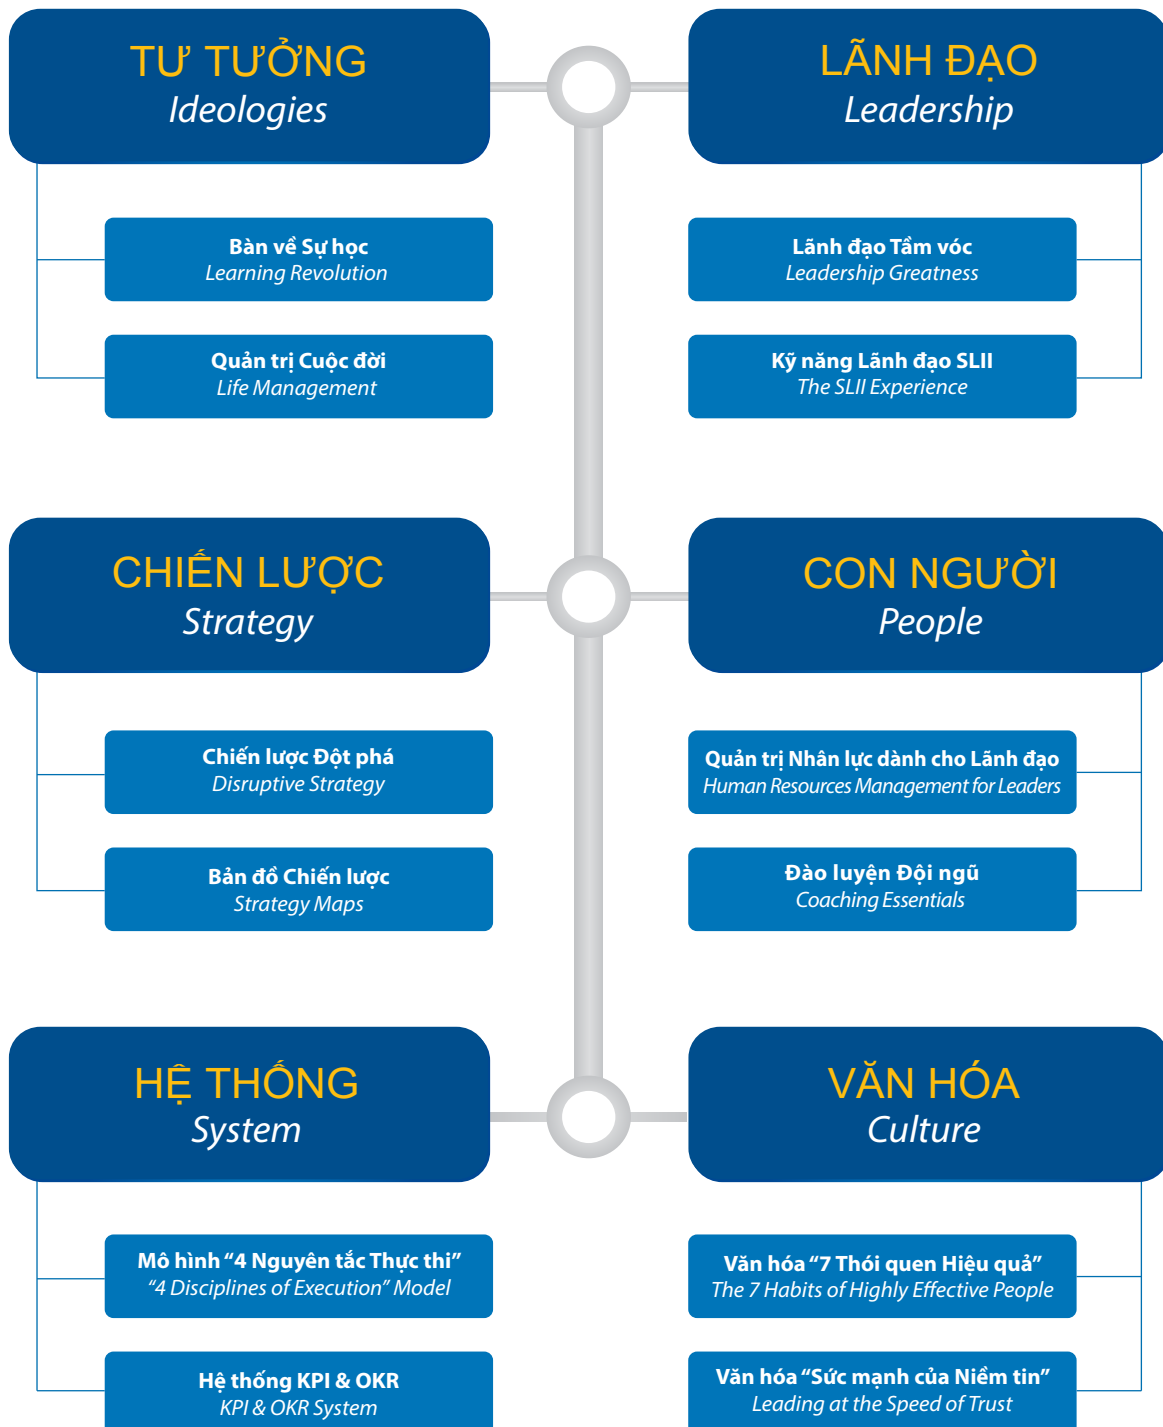 TƯ TƯỞNG
Ideologies
Bàn về Sự học
Learning Revolution
Quản trị Cuộc đời
Life Management
LÃNH ĐẠO
Leadership
Lãnh đạo Tầm vóc
Leadership Greatness
Kỹ năng Lãnh đạo SLII
The SLII Experience
CHIẾN LƯỢC
Strategy
Chiến lược Đột phá
Disruptive Strategy
Bản đồ Chiến lược
Strategy Maps
CON NGƯỜI
People
Quản trị Nhân lực dành cho Lãnh đạo
Human Resources Management for Leaders
Đào luyện Đội ngũ
Coaching Essentials
HỆ THỐNG
System
Mô hình “4 Nguyên tắc Thực thi”
“4 Disciplines of Execution” Model
Hệ thống KPI & OKR
KPI & OKR System
VĂN HÓA
Culture
Văn hóa “7 Thói quen Hiệu quả”
The 7 Habits of Highly Effective People
Văn hóa “Sức mạnh của Niềm tin”
Leading at the Speed of Trust